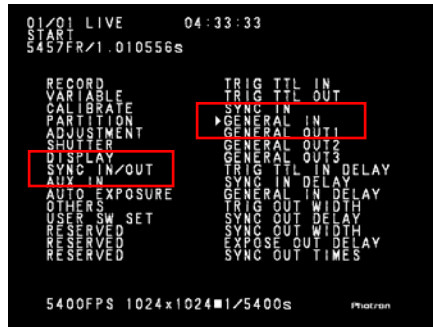 01/01 LIVE 04:33:33
START
5457FR/1.010556s
RECORD
VARIABLE
CALIBRATE
PARTITION
ADJUSTMENT
SHUTTER
DISPLAY
SYNC IN/OUT
AUX IN
AUTO EXPOSURE
OTHERS
USER SW SET
RESERVED
RESERVED
RESERVED
TRIG TTL IN
TRIG TTL OUT
SYNC IN
▶GENERAL IN
GENERAL OUT1
GENERAL OUT2
GENERAL OUT3
TRIG TTL IN DELAY
SYNC IN DELAY
GENERAL IN DELAY
TRIG OUT WIDTH
SYNC OUT DELAY
SYNC OUT WIDTH
EXPOSE OUT DELAY
SYNC OUT TIMES
5400FPS 1024x1024■1/5400s Photron